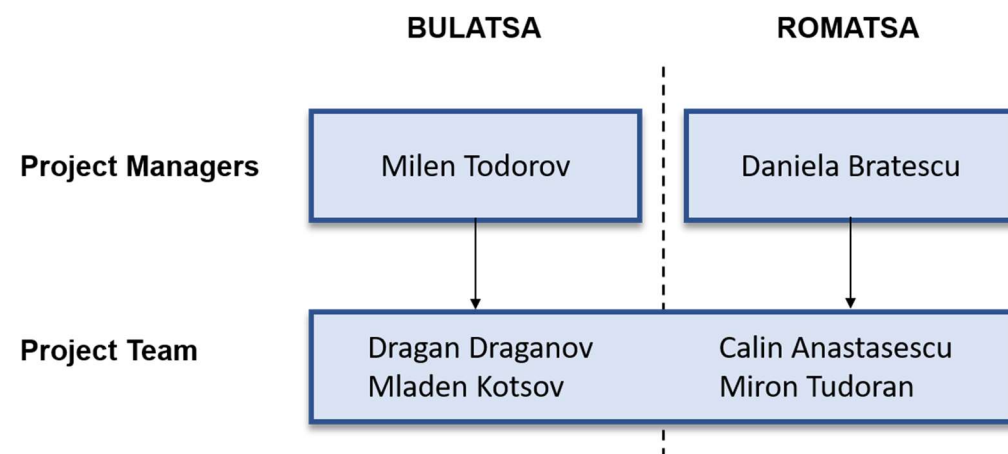 BULATSA
ROMATSA
Project Managers
Milen Todorov
Daniela Bratescu
Project Team
Dragan Draganov
Mladen Kotsov
Calin Anastasescu
Miron Tudoran